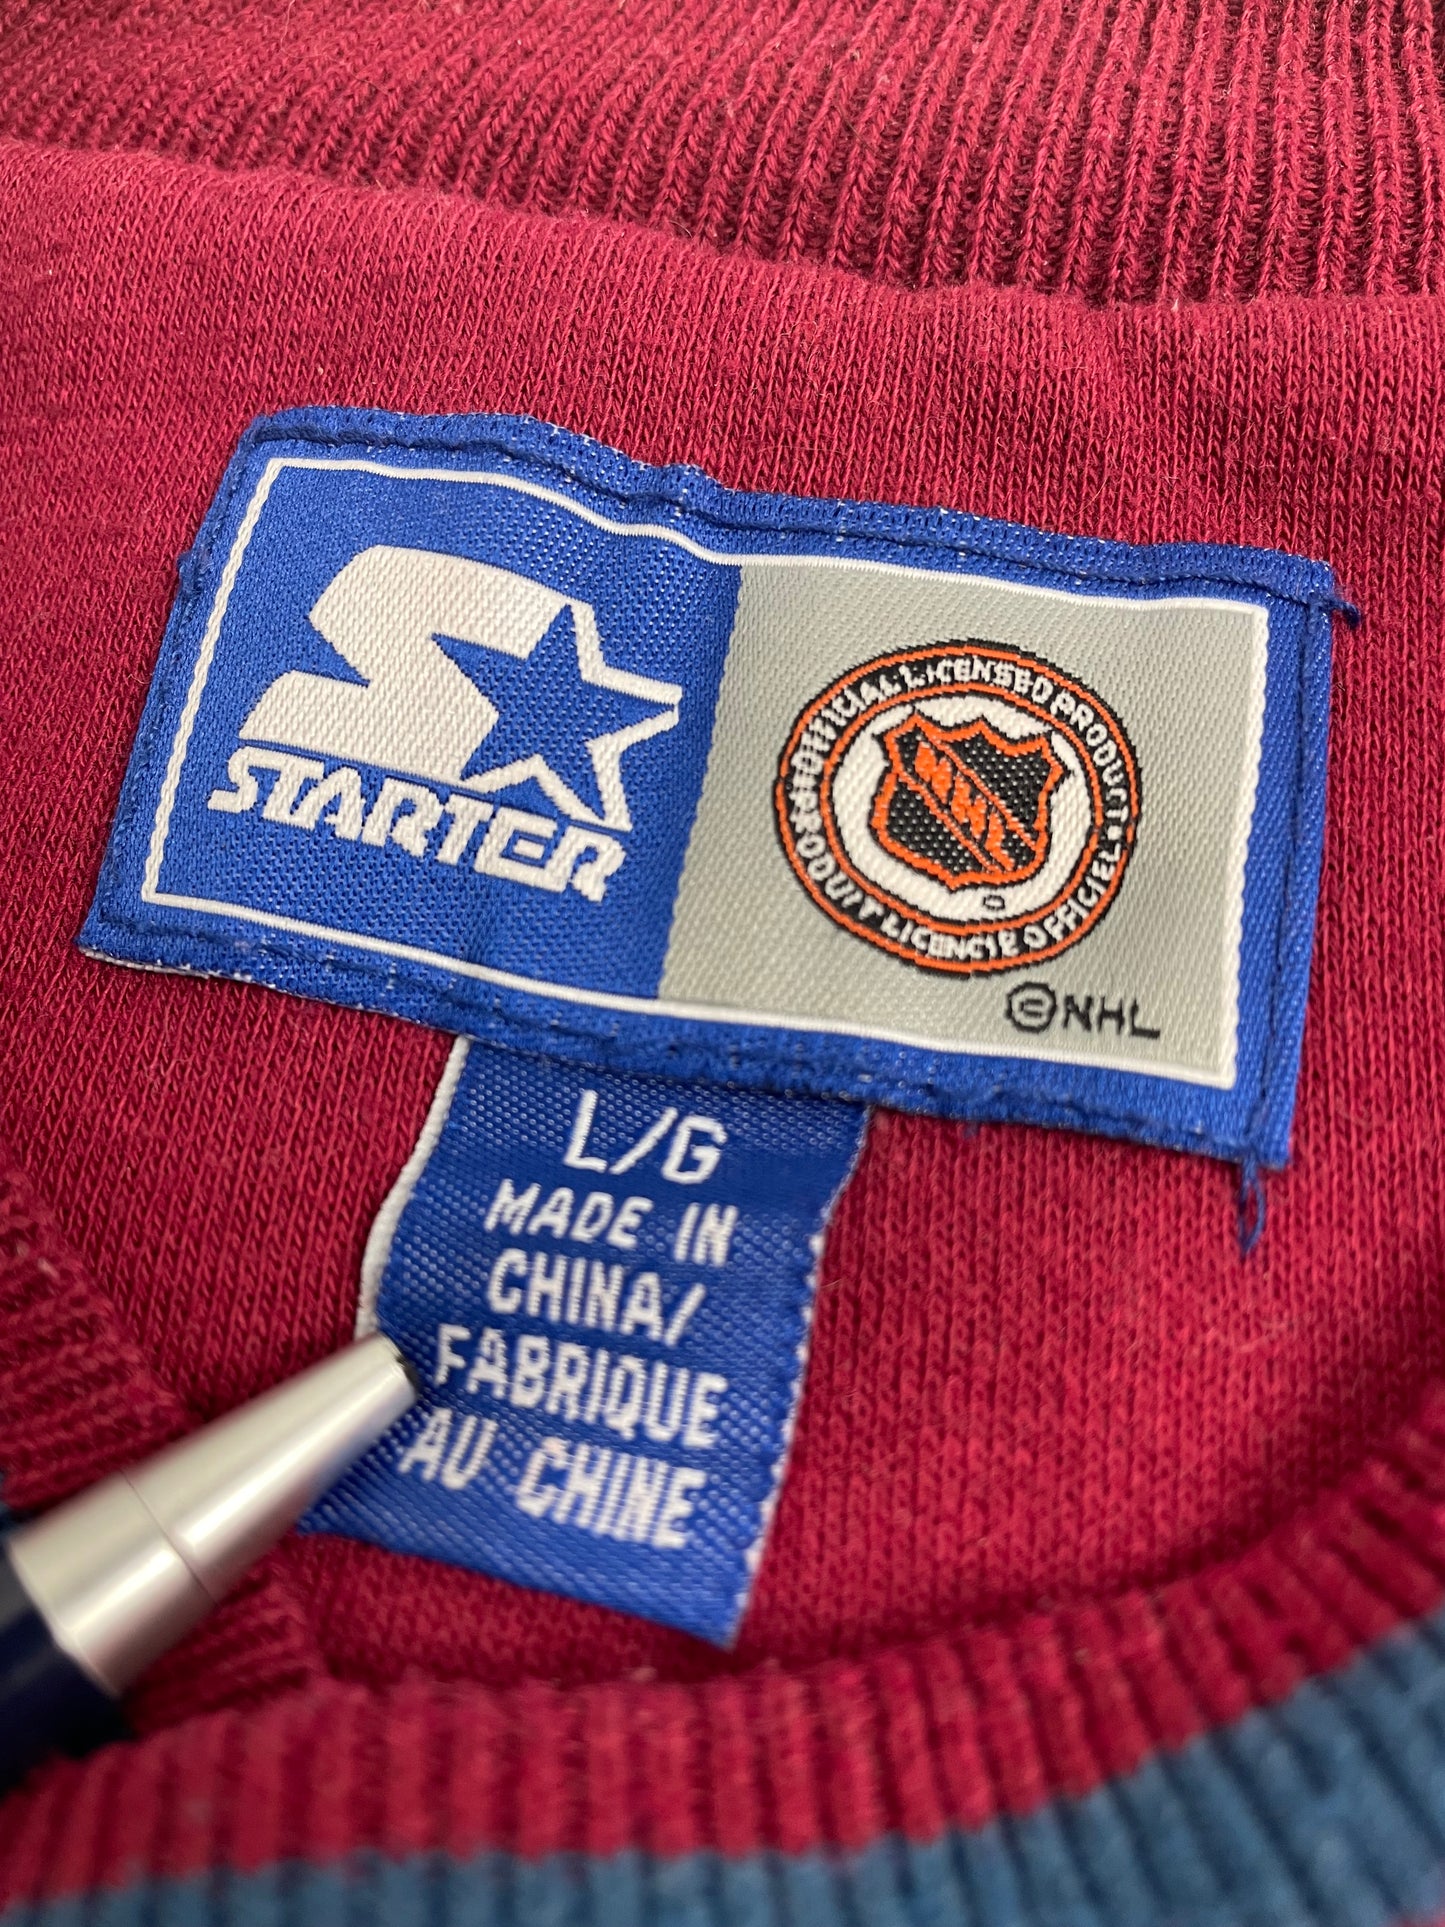 STARTER
OFFICIAL LICENSED PRODUCT
NHL
PRODUIT LICENCIE OFFICIEL
©NHL
L/G
MADE IN
CHINA/
FABRIQUE
AU CHINE